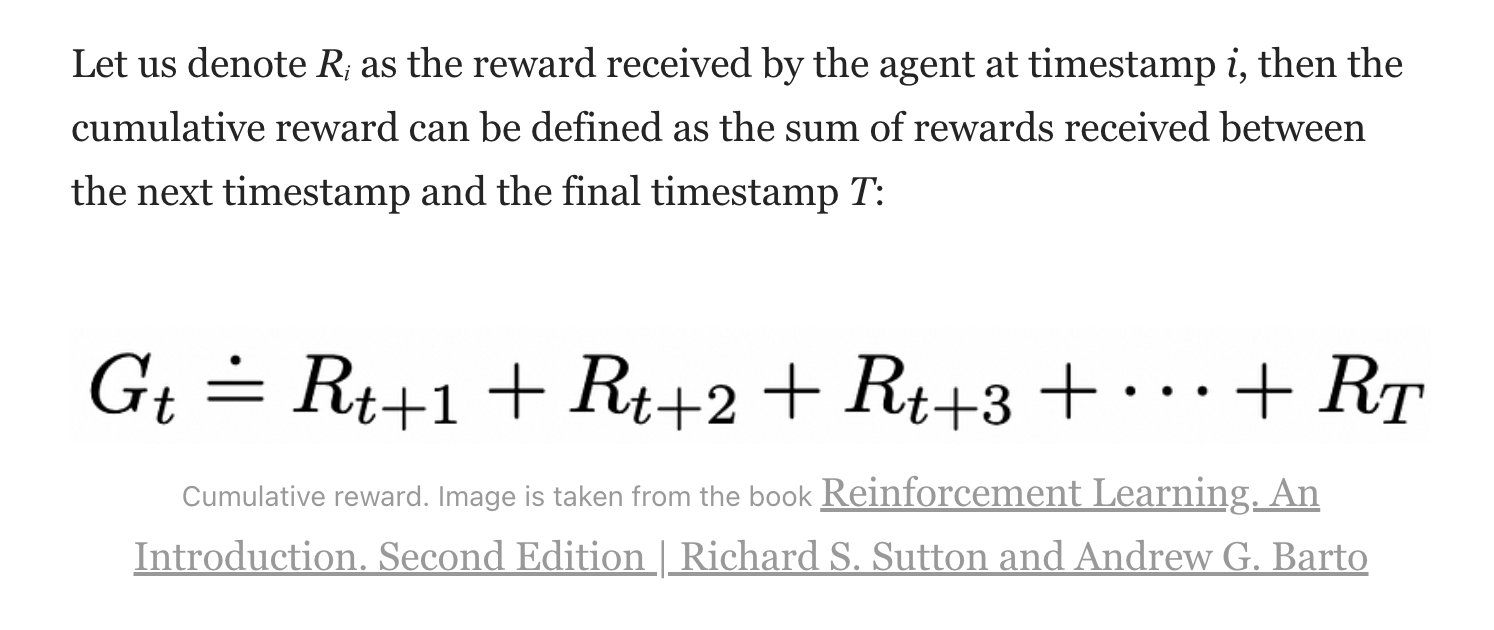 Let us denote Rᵢ as the reward received by the agent at timestamp i, then the
cumulative reward can be defined as the sum of rewards received between
the next timestamp and the final timestamp T:
G_t ≐ R_{t+1} + R_{t+2} + R_{t+3} + ··· + R_T
Cumulative reward. Image is taken from the book Reinforcement Learning. An
Introduction. Second Edition | Richard S. Sutton and Andrew G. Barto